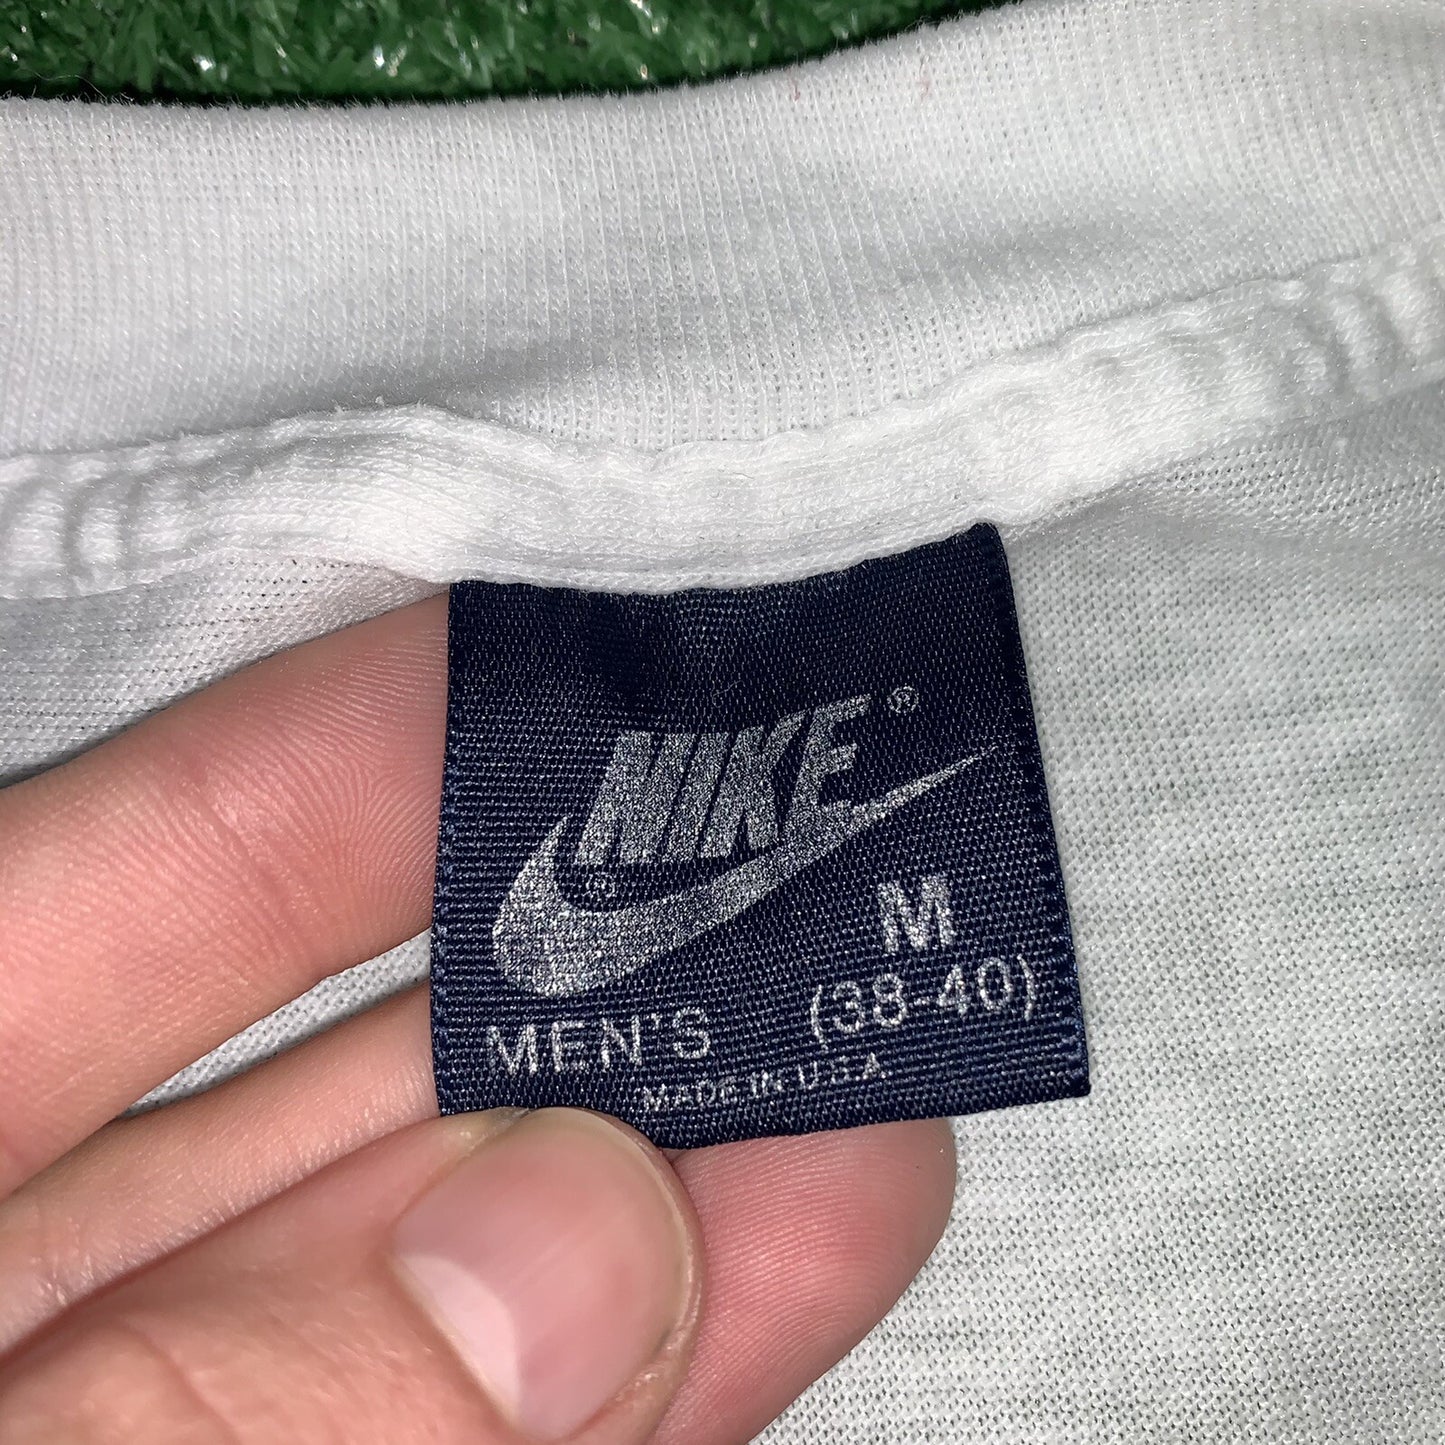 NIKE®
®
M
MEN'S (38-40)
MADE IN U.S.A